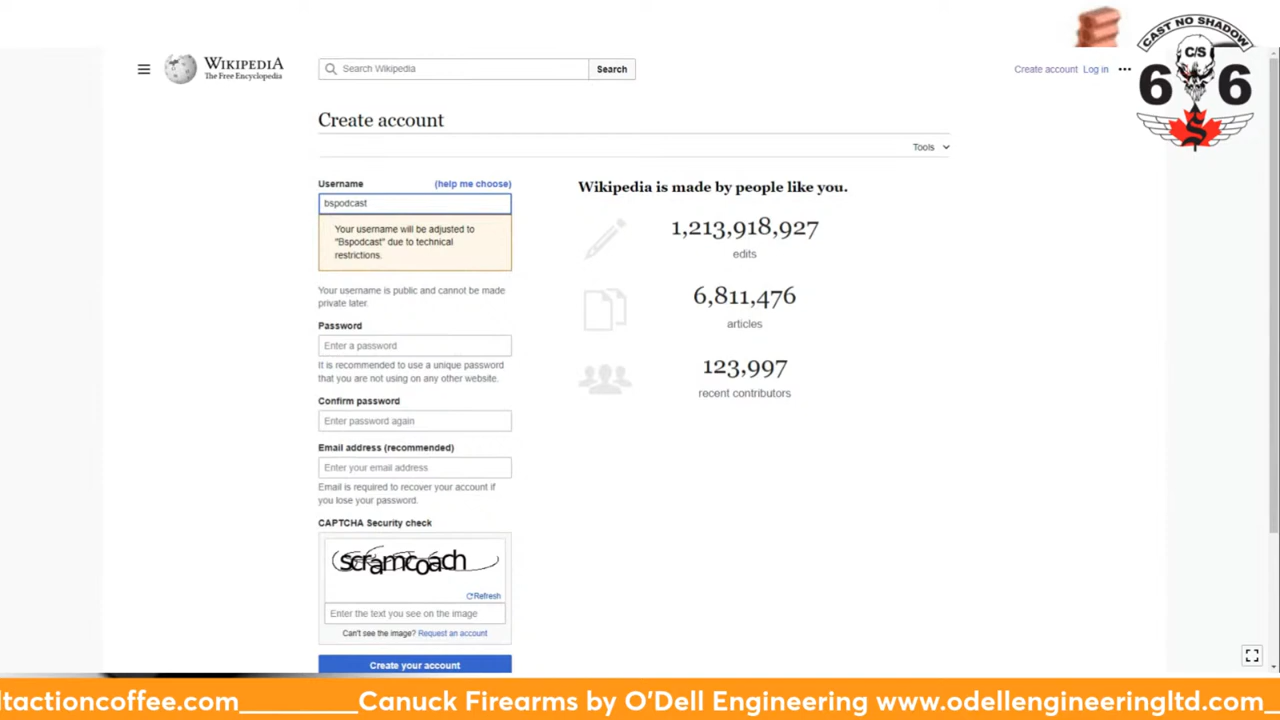 CAST NO SHADOW
C/S
6 6
S
WIKIPEDIA
The Free Encyclopedia
Search Wikipedia
Search
Create account Log in
Create account
Tools
Username (help me choose)
bspodcast
Your username will be adjusted to
"Bspodcast" due to technical
restrictions.
Your username is public and cannot be made
private later.
Password
Enter a password
It is recommended to use a unique password
that you are not using on any other website.
Confirm password
Enter password again
Email address (recommended)
Enter your email address
Email is required to recover your account if
you lose your password.
CAPTCHA Security check
scramcoach
Refresh
Enter the text you see on the image
Can't see the image? Request an account
Create your account
Wikipedia is made by people like you.
1,213,918,927
edits
6,811,476
articles
123,997
recent contributors
ltactioncoffee.com__________Canuck Firearms by O'Dell Engineering www.odellengineeringltd.com_